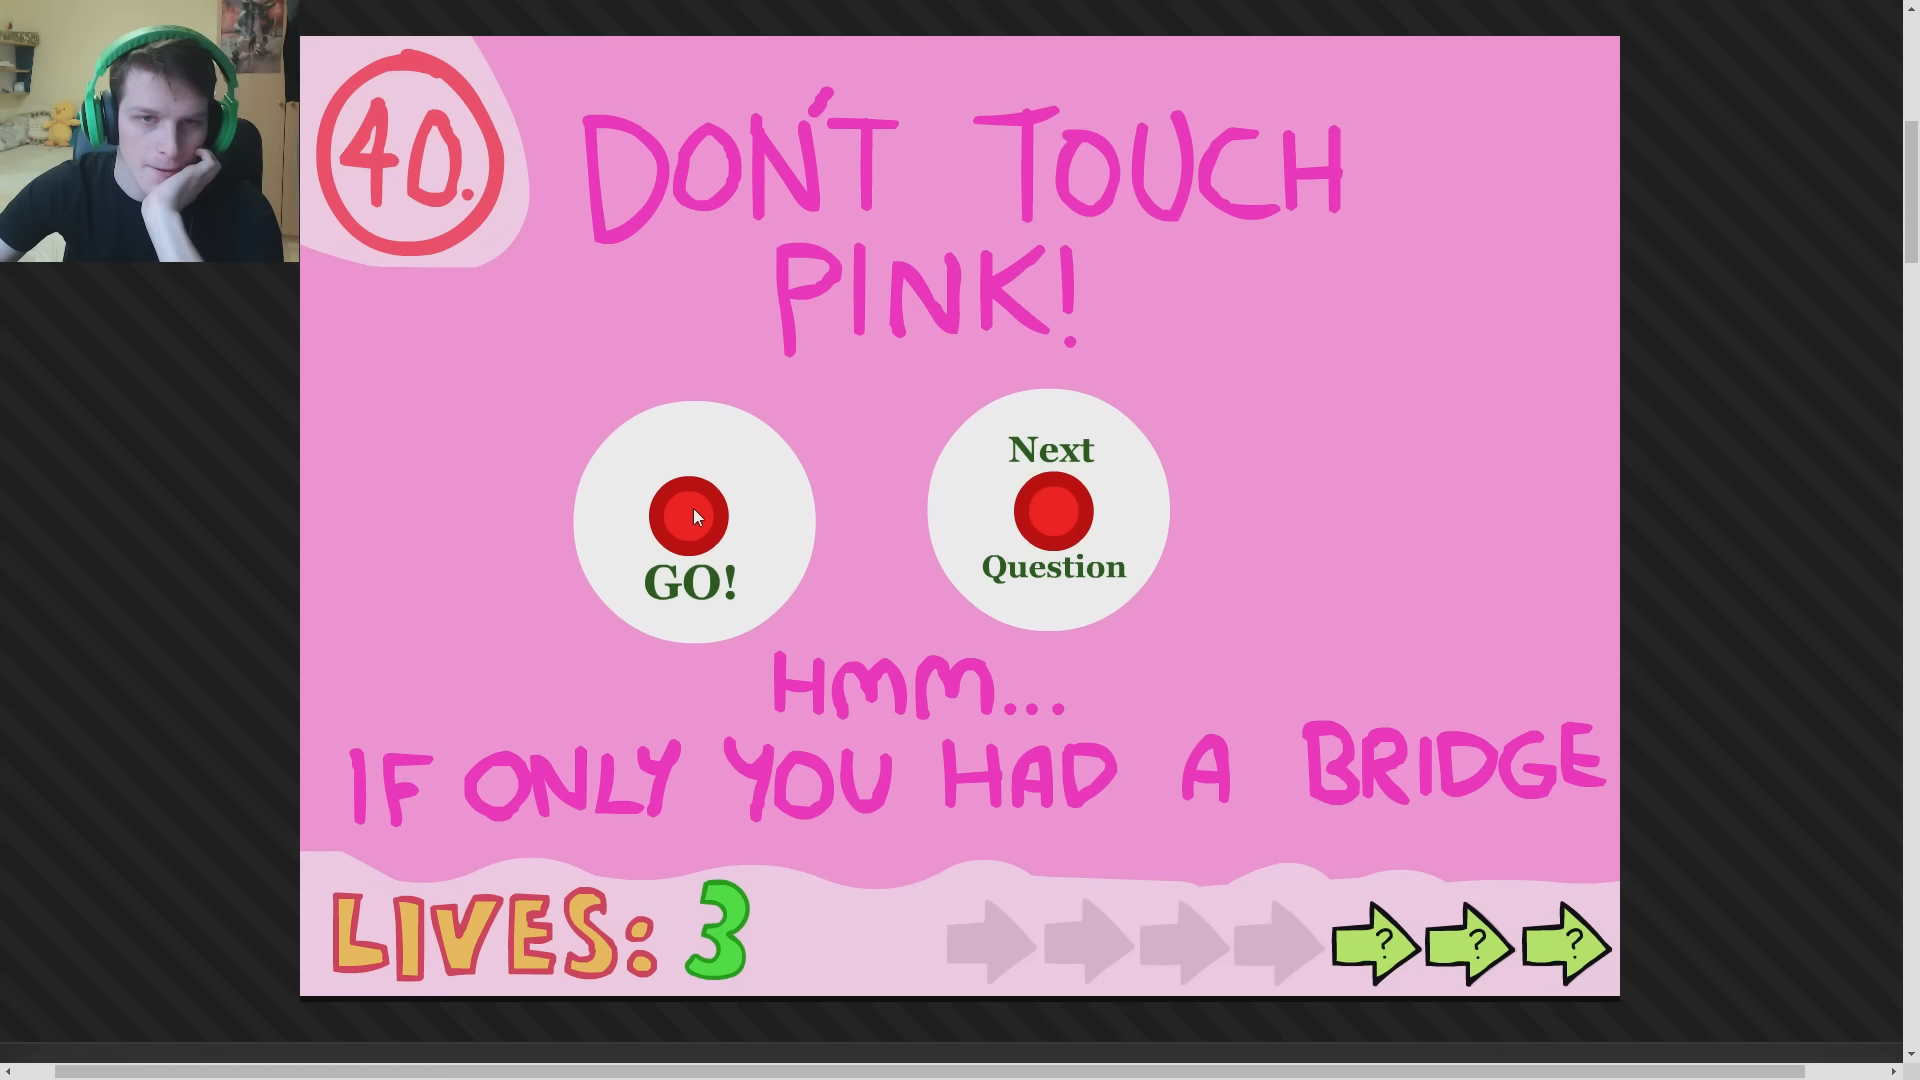 40.
DON'T TOUCH
PINK!
GO!
Next
Question
HMM...
IF ONLY YOU HAD A BRIDGE
LIVES: 3
? ? ?